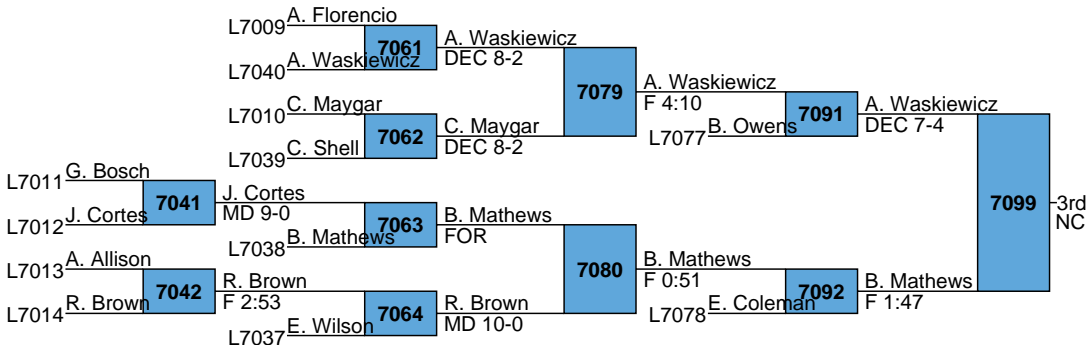 L7009 A. Florencio
7061
L7040 A. Waskiewicz
A. Waskiewicz
DEC 8-2
7079
L7010 C. Maygar
7062
L7039 C. Shell
C. Maygar
DEC 8-2
A. Waskiewicz
F 4:10
7091
L7077 B. Owens
A. Waskiewicz
DEC 7-4
7099
3rd
NC
L7011 G. Bosch
7041
L7012 J. Cortes
J. Cortes
MD 9-0
7063
L7038 B. Mathews
B. Mathews
FOR
7080
L7013 A. Allison
7042
L7014 R. Brown
R. Brown
F 2:53
7064
L7037 E. Wilson
R. Brown
MD 10-0
B. Mathews
F 0:51
7092
L7078 E. Coleman
B. Mathews
F 1:47